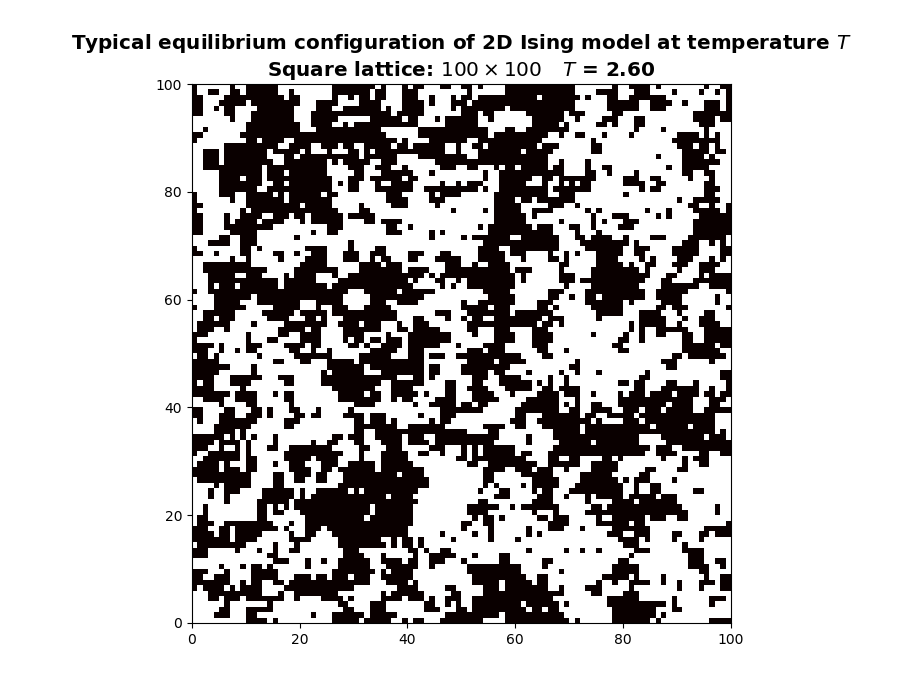 Typical equilibrium configuration of 2D Ising model at temperature T
Square lattice: 100 × 100 T = 2.60
100
80
60
40
20
0
0 20 40 60 80 100